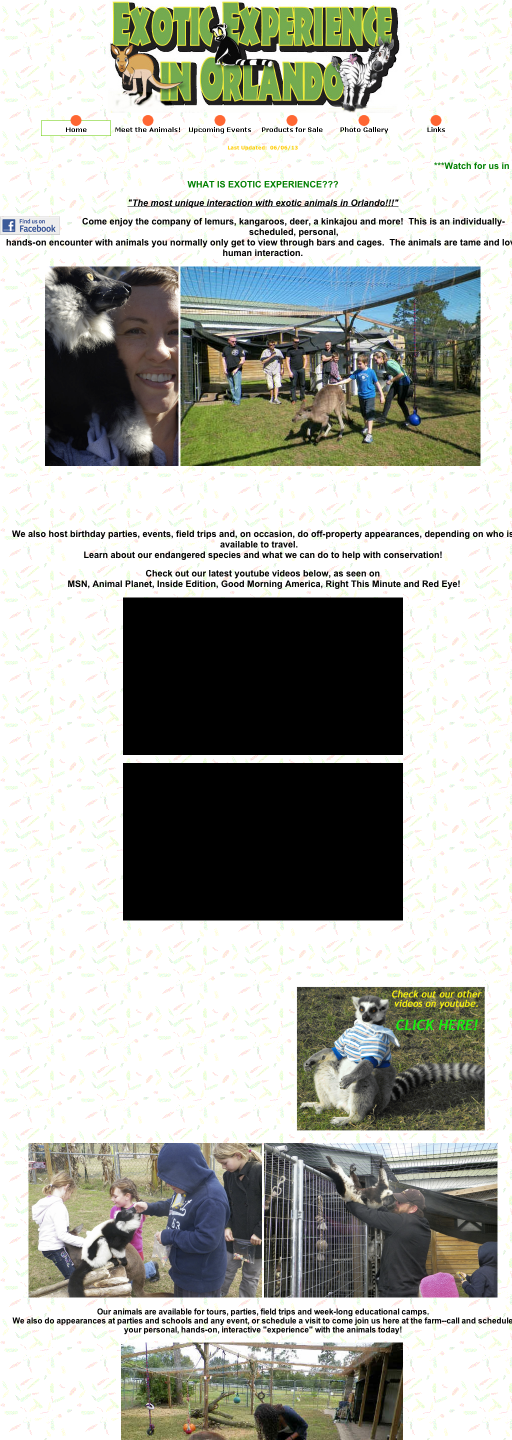 EXOTIC EXPERIENCE
IN ORLANDO
Home
Meet the Animals!
Upcoming Events
Products for Sale
Photo Gallery
Links
***Watch for us in
WHAT IS EXOTIC EXPERIENCE???
"The most unique interaction with exotic animals in Orlando!!!"
Find us on
Facebook
Come enjoy the company of lemurs, kangaroos, deer, a kinkajou and more! This is an individually-
scheduled, personal,
hands-on encounter with animals you normally only get to view through bars and cages. The animals are tame and lov
human interaction.
We also host birthday parties, events, field trips and, on occasion, do off-property appearances, depending on who is
available to travel.
Learn about our endangered species and what we can do to help with conservation!
Check out our latest youtube videos below, as seen on
MSN, Animal Planet, Inside Edition, Good Morning America, Right This Minute and Red Eye!
Check out our other
videos on youtube.
CLICK HERE!
Our animals are available for tours, parties, field trips and week-long educational camps.
We also do appearances at parties and schools and any event, or schedule a visit to come join us here at the farm--call and schedule
your personal, hands-on, interactive "experience" with the animals today!